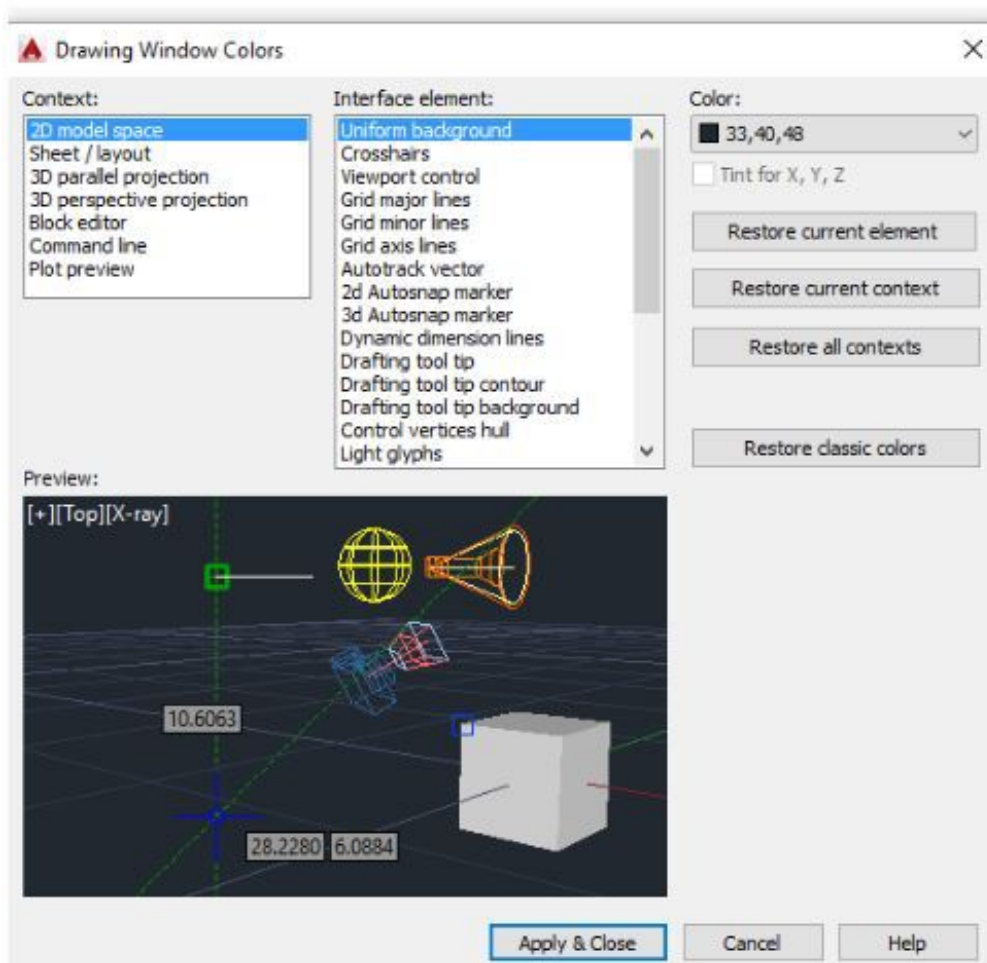 Drawing Window Colors
Context:
2D model space
Sheet / layout
3D parallel projection
3D perspective projection
Block editor
Command line
Plot preview
Interface element:
Uniform background
Crosshairs
Viewport control
Grid major lines
Grid minor lines
Grid axis lines
Autotrack vector
2d Autosnap marker
3d Autosnap marker
Dynamic dimension lines
Drafting tool tip
Drafting tool tip contour
Drafting tool tip background
Control vertices hull
Light glyphs
Color:
33,40,48
Tint for X, Y, Z
Restore current element
Restore current context
Restore all contexts
Restore classic colors
Preview:
[+][Top][X-ray]
10.6063
28.2280 6.0884
Apply & Close
Cancel
Help